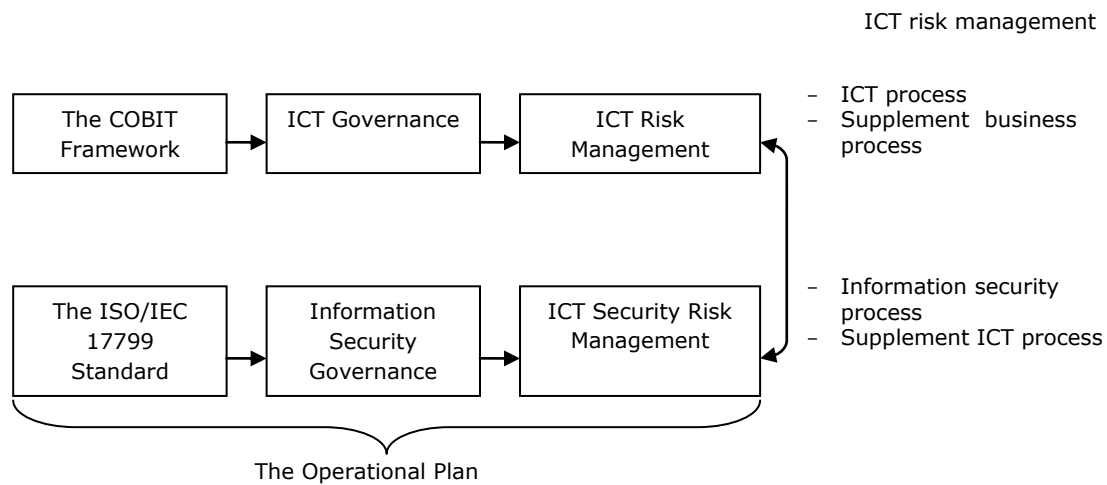 ICT risk management
The COBIT
Framework
ICT Governance
ICT Risk
Management
– ICT process
– Supplement business
process
The ISO/IEC
17799
Standard
Information
Security
Governance
ICT Security Risk
Management
– Information security
process
– Supplement ICT process
The Operational Plan